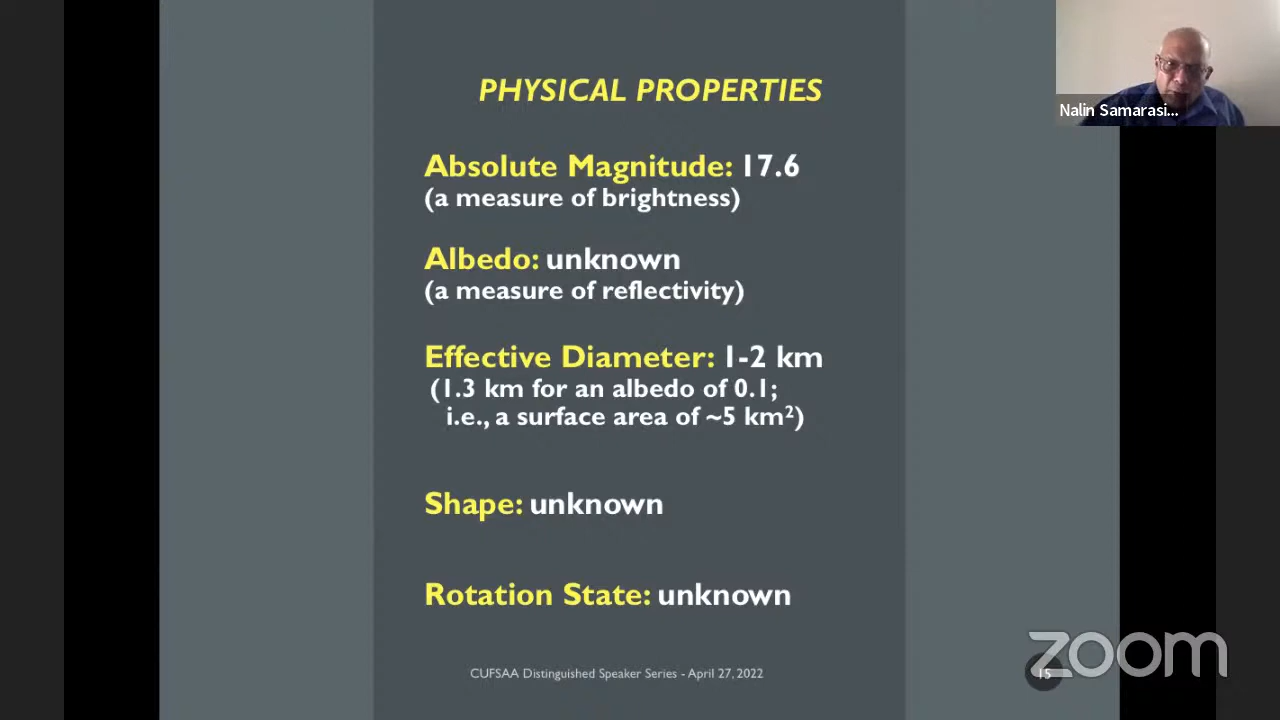 PHYSICAL PROPERTIES
Nalin Samarasi...
Absolute Magnitude: 17.6
(a measure of brightness)
Albedo: unknown
(a measure of reflectivity)
Effective Diameter: 1-2 km
(1.3 km for an albedo of 0.1;
i.e., a surface area of ~5 km²)
Shape: unknown
Rotation State: unknown
CUFSAA Distinguished Speaker Series - April 27, 2022
15
zoom